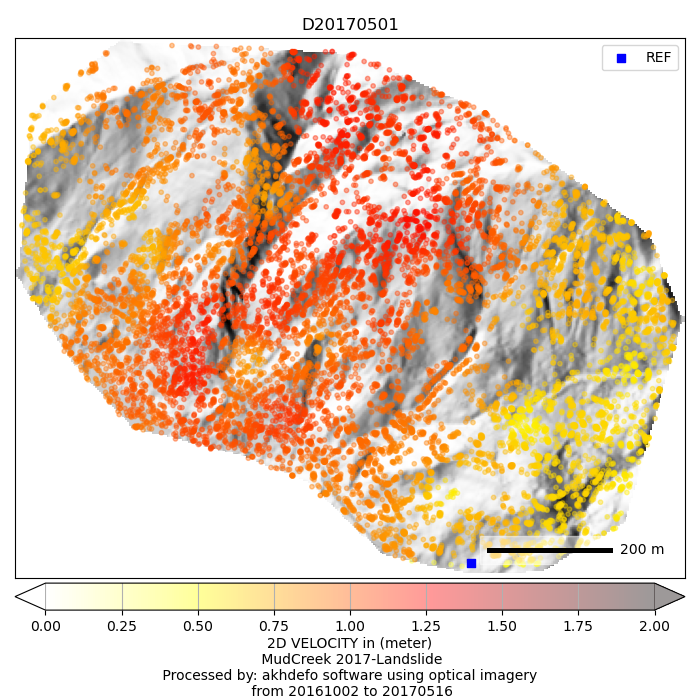 D20170501
REF
200 m
0.00 0.25 0.50 0.75 1.00 1.25 1.50 1.75 2.00
2D VELOCITY in (meter)
MudCreek 2017-Landslide
Processed by: akhdefo software using optical imagery
from 20161002 to 20170516